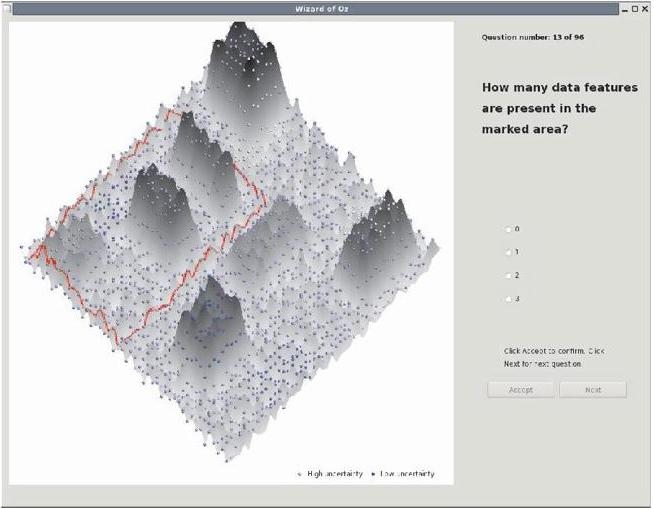 Wizard of Oz
Question number: 13 of 96
How many data features
are present in the
marked area?
0
1
2
3
Click Accept to confirm. Click
Next for next question
Accept
Next
High uncertainty
Low uncertainty